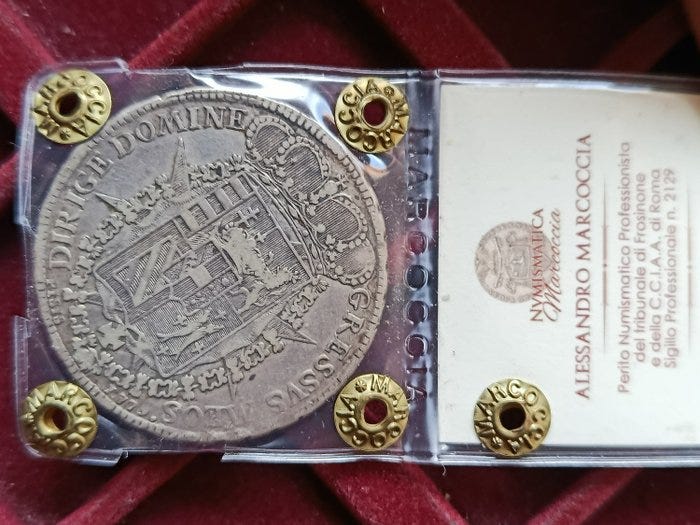 DIRIGE DOMINE
GRESSVS MEOS
MARCOCCIA
MARCOCCIA
MARCOCCIA
MARCOCCIA
MARCOCCIA
MARCOCCIA
NVMISMATICA
Marcoccia
ALESSANDRO MARCOCCIA
Perito Numismatico Professionista
del tribunale di Frosinone
e della C.C.I.A.A. di Roma
Sigillo Professionale n. 2129